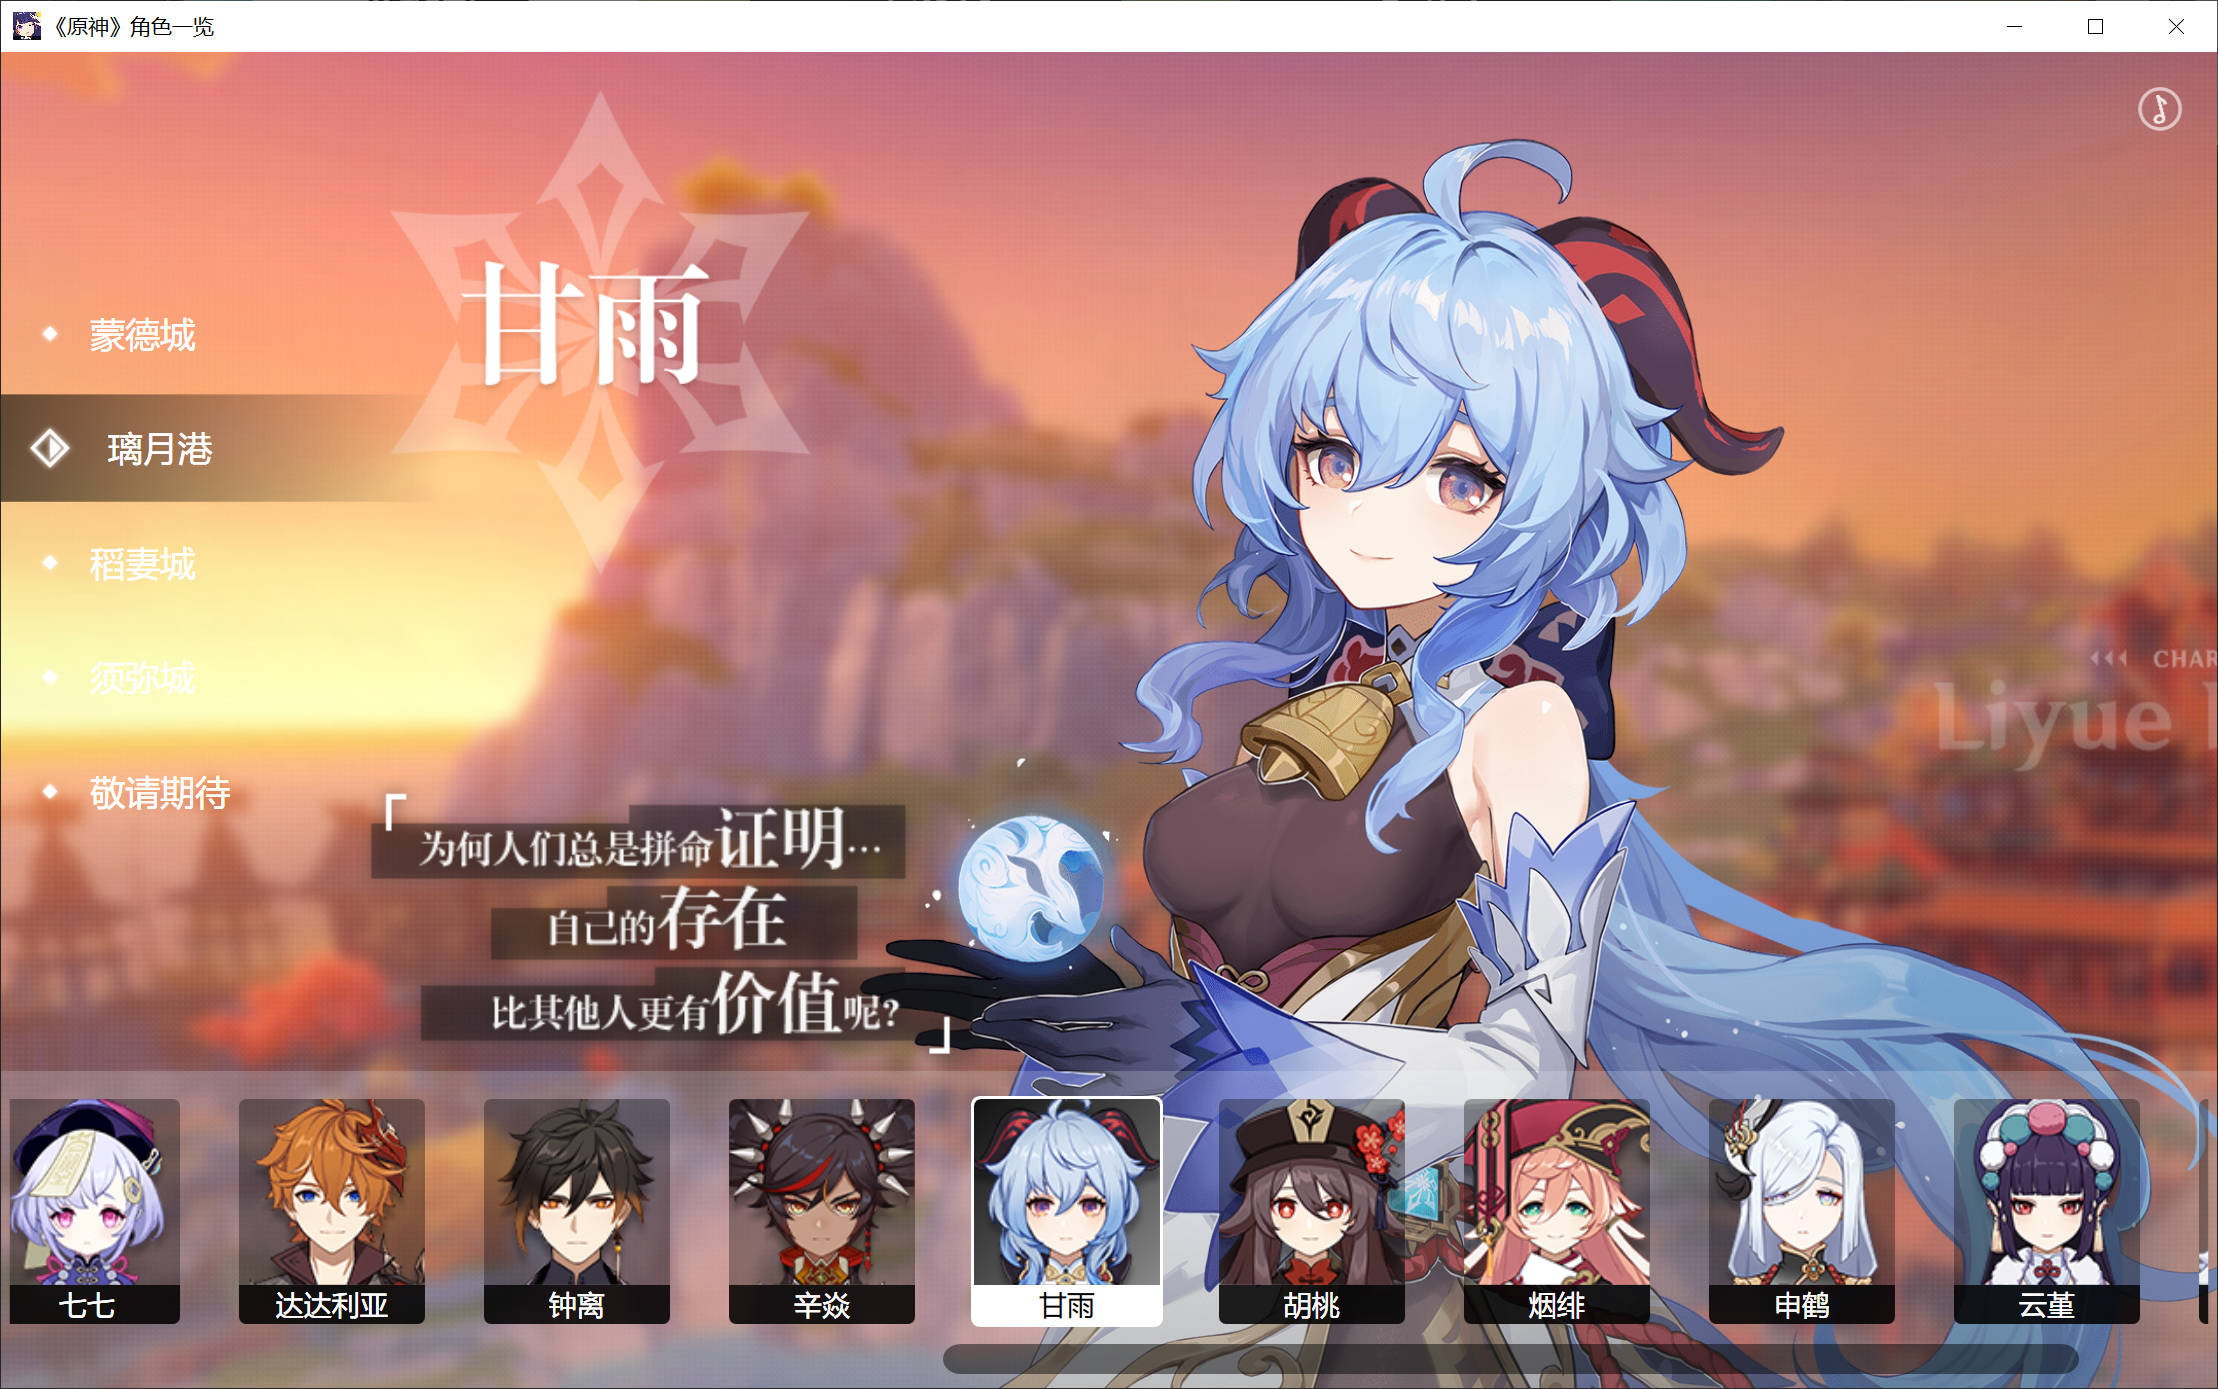 《原神》角色一览
甘雨
蒙德城
璃月港
稻妻城
须弥城
敬请期待
「为何人们总是拼命证明…
自己的存在
比其他人更有价值呢?」
CHAR
Liyue
七七
达达利亚
钟离
辛焱
甘雨
胡桃
烟绯
申鹤
云堇